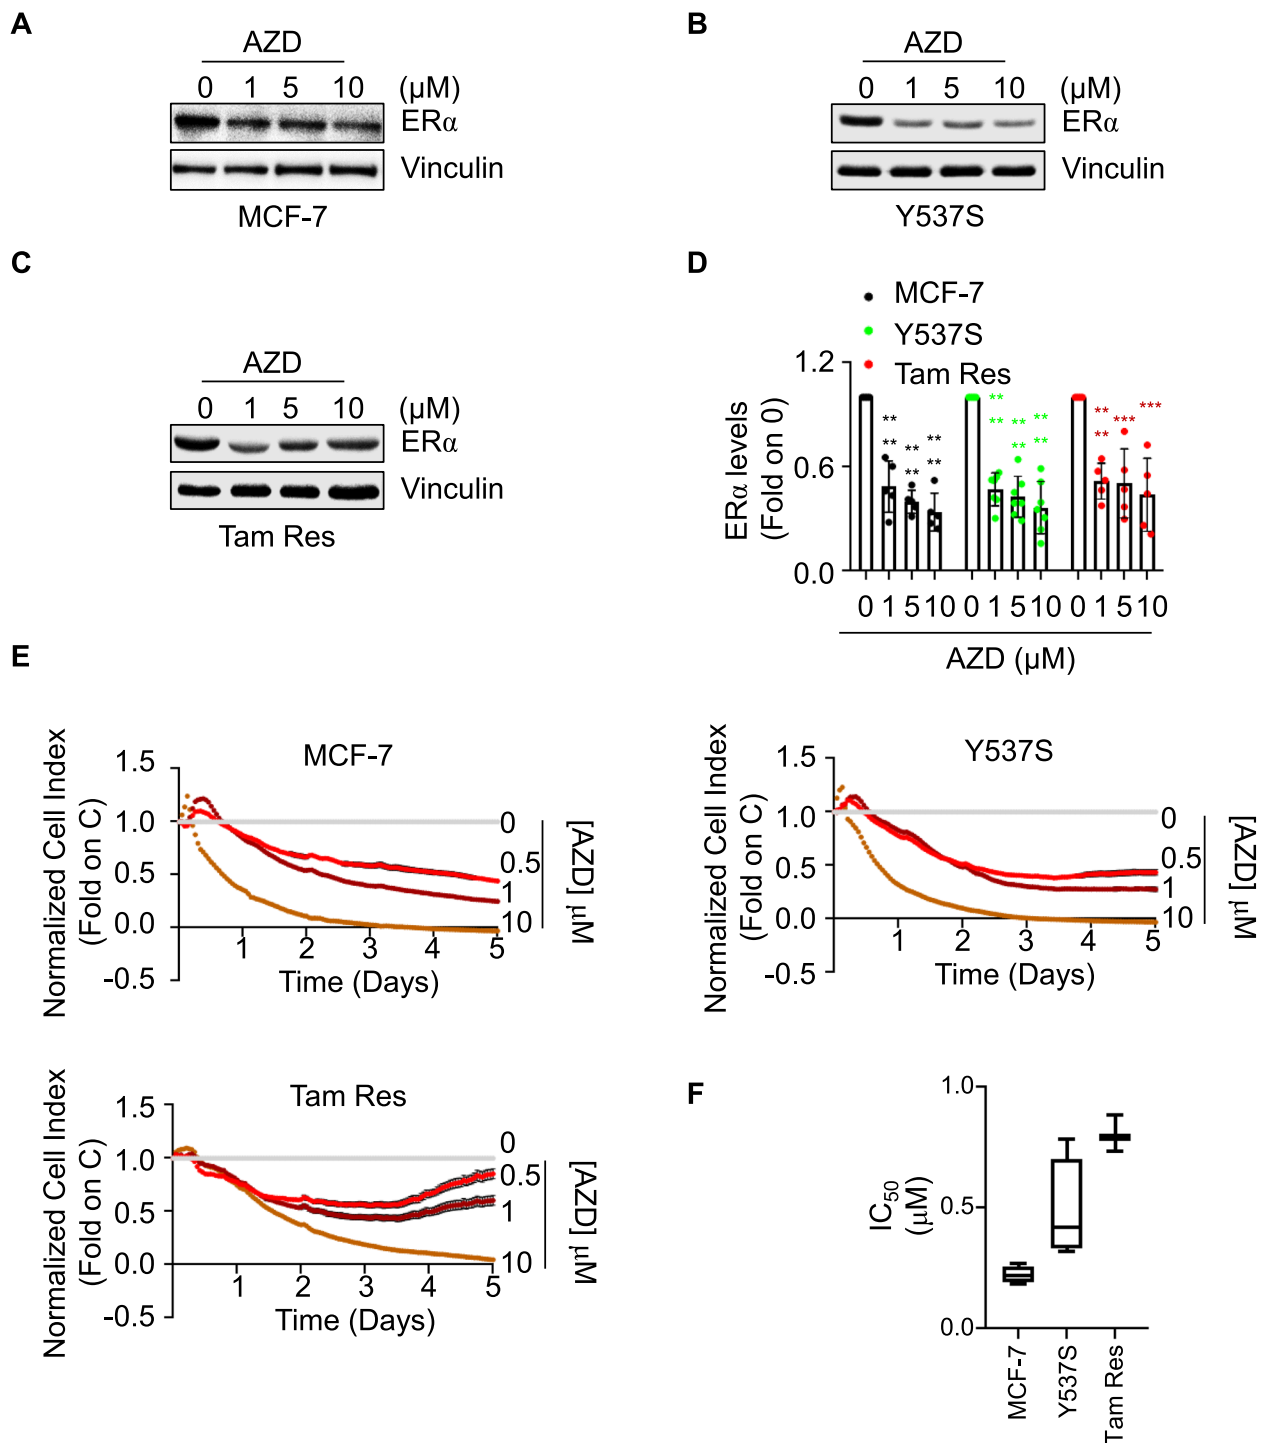 A
AZD
0 1 5 10 (µM)
ERα
Vinculin
MCF-7
B
AZD
0 1 5 10 (µM)
ERα
Vinculin
Y537S
C
AZD
0 1 5 10 (µM)
ERα
Vinculin
Tam Res
D
MCF-7
Y537S
Tam Res
ERα levels
(Fold on 0)
1.2
0.6
0.0
** ** ** ** ** ** *** ***
** ** ** ** ** ** **
0 1 5 10 0 1 5 10 0 1 5 10
AZD (µM)
E
MCF-7
Normalized Cell Index
(Fold on C)
1.5
1.0
0.5
0.0
-0.5
1 2 3 4 5
Time (Days)
0
0.5
1
10
[AZD] µM
Y537S
Normalized Cell Index
(Fold on C)
1.5
1.0
0.5
0.0
-0.5
1 2 3 4 5
Time (Days)
0
0.5
1
10
[AZD] µM
Tam Res
Normalized Cell Index
(Fold on C)
1.5
1.0
0.5
0.0
-0.5
1 2 3 4 5
Time (Days)
0
0.5
1
10
[AZD] µM
F
IC50
(µM)
1.0
0.5
0.0
MCF-7
Y537S
Tam Res